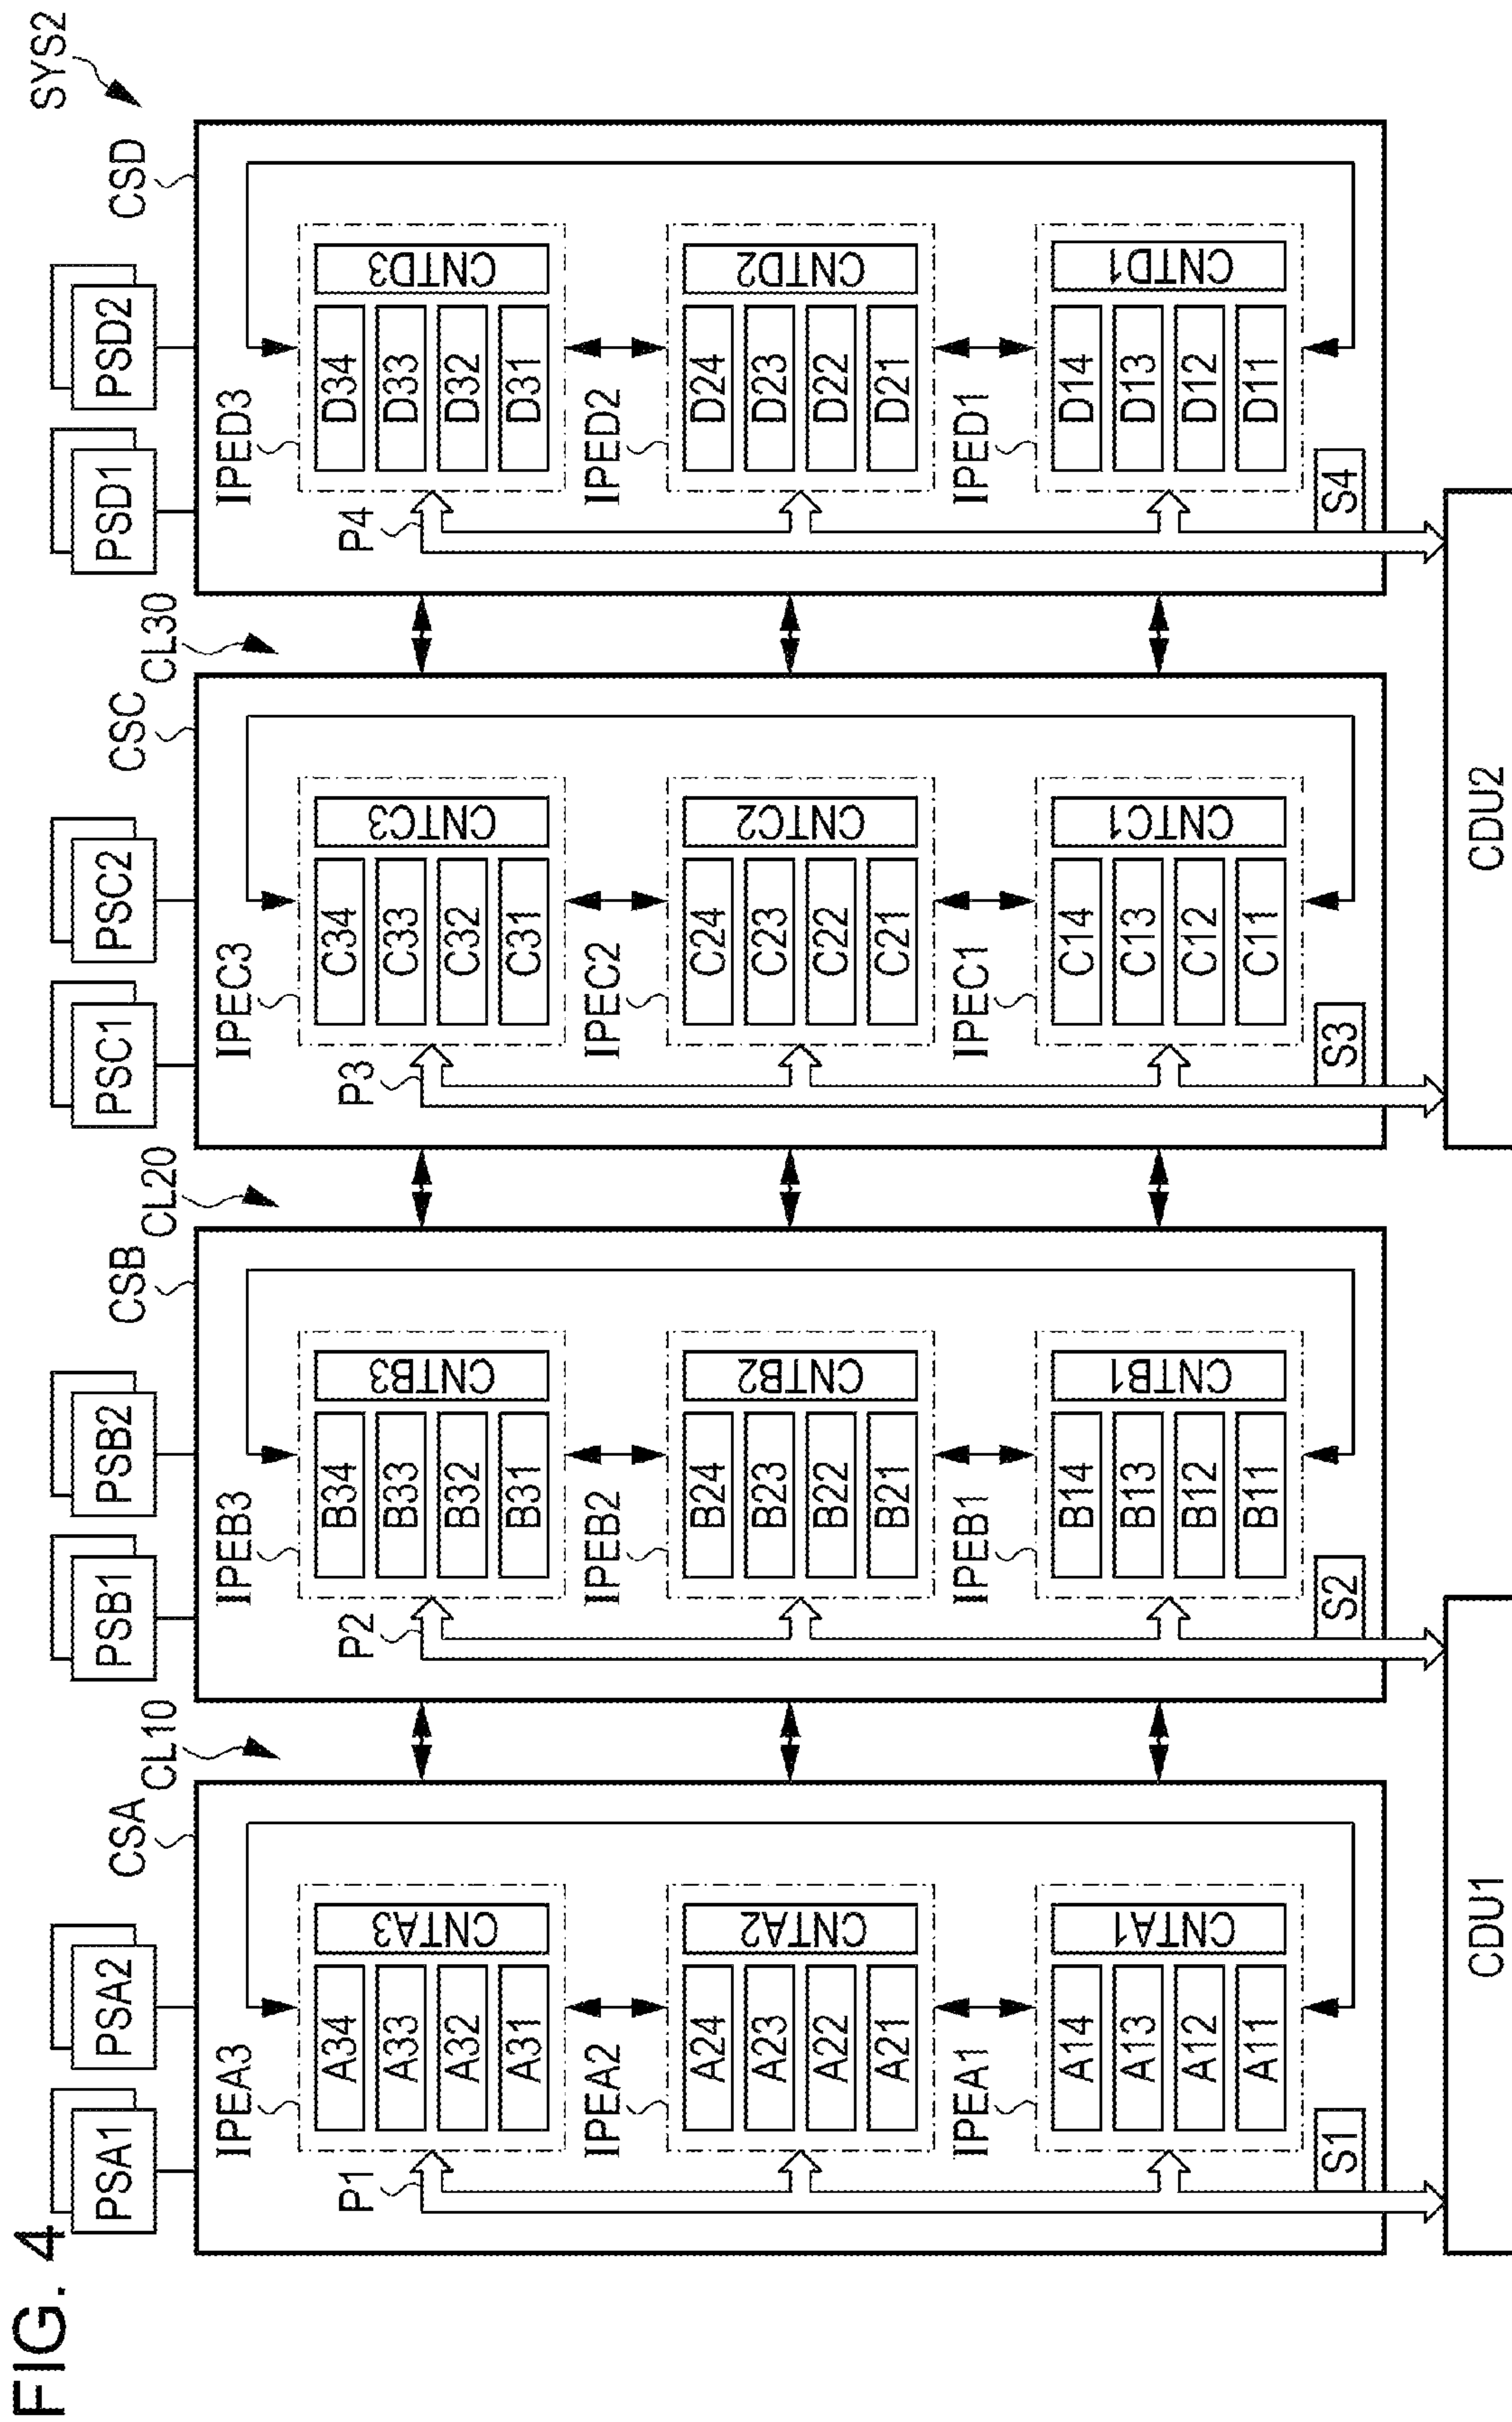 FIG. 4
SYS2
PSA1
PSA2
PSB1
PSB2
PSC1
PSC2
PSD1
PSD2
CSA
CL10
CSB
CL20
CSC
CL30
CSD
IPEA3
A34
A33
A32
A31
CNTA3
P1
IPEA2
A24
A23
A22
A21
CNTA2
IPEA1
A14
A13
A12
A11
CNTA1
S1
IPEB3
B34
B33
B32
B31
CNTB3
P2
IPEB2
B24
B23
B22
B21
CNTB2
IPEB1
B14
B13
B12
B11
CNTB1
S2
IPEC3
C34
C33
C32
C31
CNTC3
P3
IPEC2
C24
C23
C22
C21
CNTC2
IPEC1
C14
C13
C12
C11
CNTC1
S3
IPED3
D34
D33
D32
D31
CNTD3
P4
IPED2
D24
D23
D22
D21
CNTD2
IPED1
D14
D13
D12
D11
CNTD1
S4
CDU1
CDU2